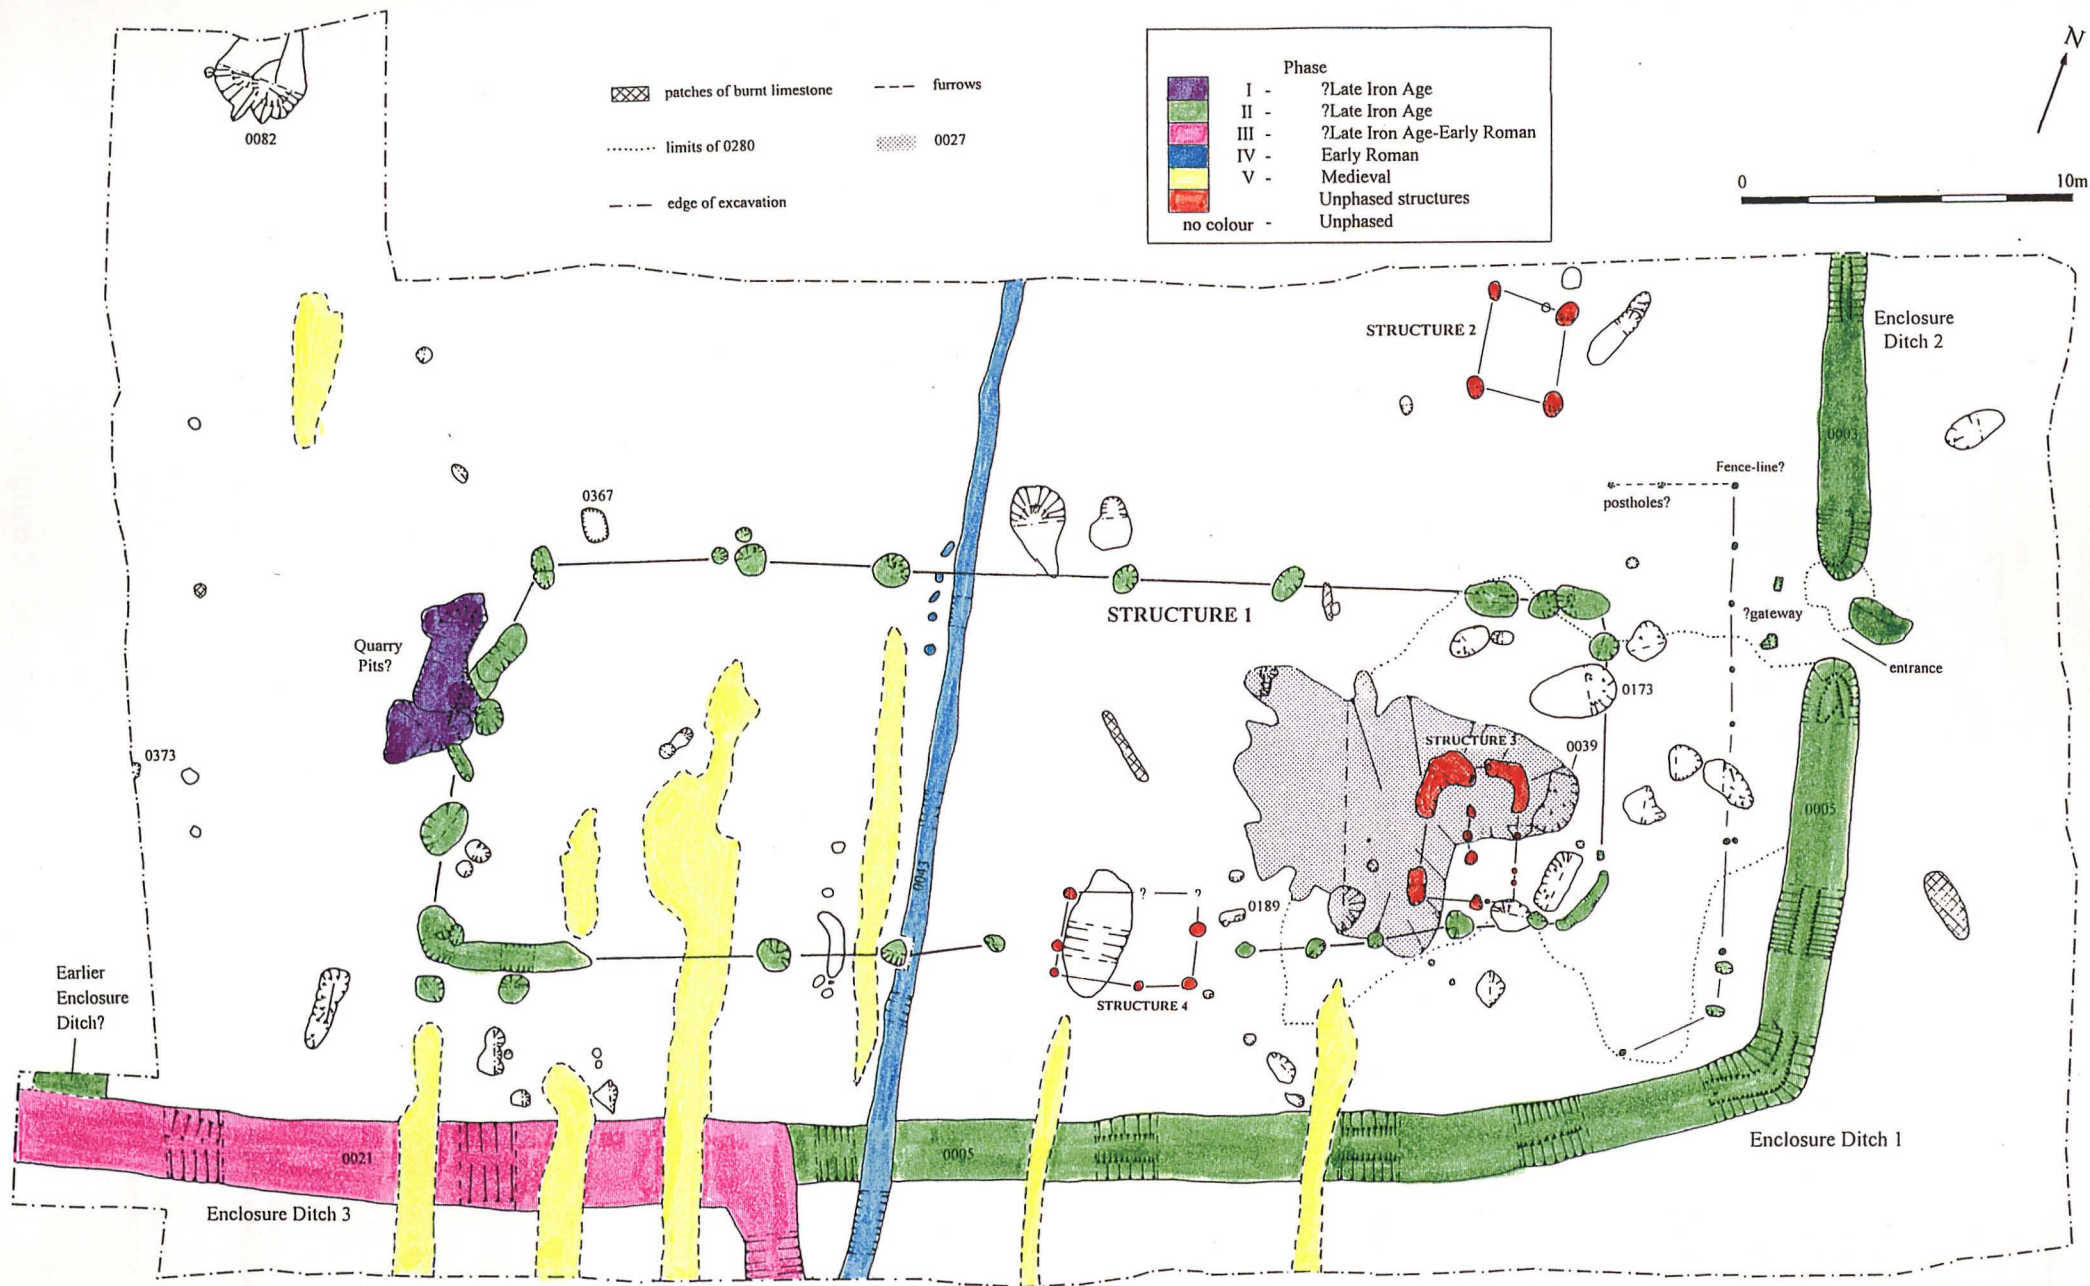 0082
patches of burnt limestone
furrows
limits of 0280
0027
edge of excavation
Phase
I - ?Late Iron Age
II - ?Late Iron Age
III - ?Late Iron Age-Early Roman
IV - Early Roman
V - Medieval
Unphased structures
no colour - Unphased
N
0 10m
STRUCTURE 2
Enclosure
Ditch 2
0003
Fence-line?
postholes?
0367
STRUCTURE 1
?gateway
entrance
Quarry
Pits?
0173
STRUCTURE 3
0039
0373
0005
0043
? ?
0189
STRUCTURE 4
Earlier
Enclosure
Ditch?
0021
0005
Enclosure Ditch 1
Enclosure Ditch 3